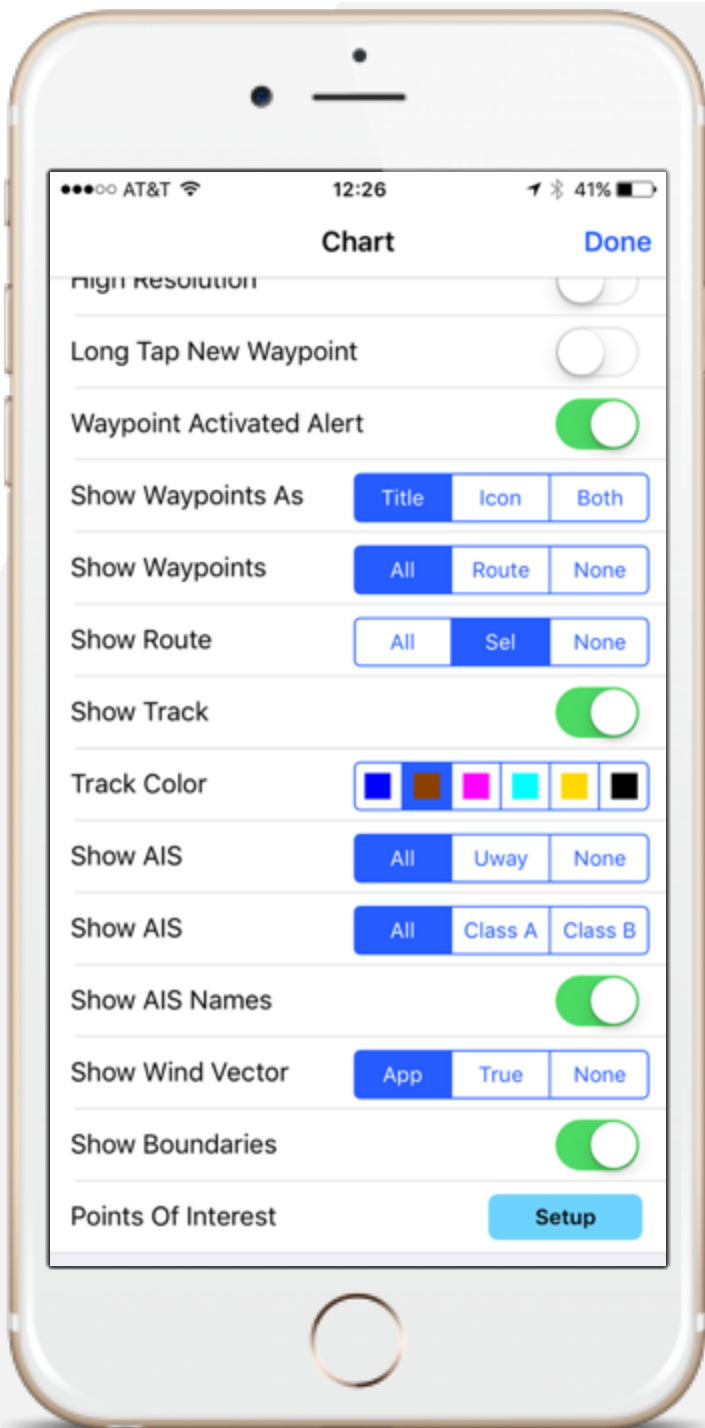 AT&T 12:26 41%
Chart Done
High Resolution
Long Tap New Waypoint
Waypoint Activated Alert
Show Waypoints As Title Icon Both
Show Waypoints All Route None
Show Route All Sel None
Show Track
Track Color
Show AIS All Uway None
Show AIS All Class A Class B
Show AIS Names
Show Wind Vector App True None
Show Boundaries
Points Of Interest Setup